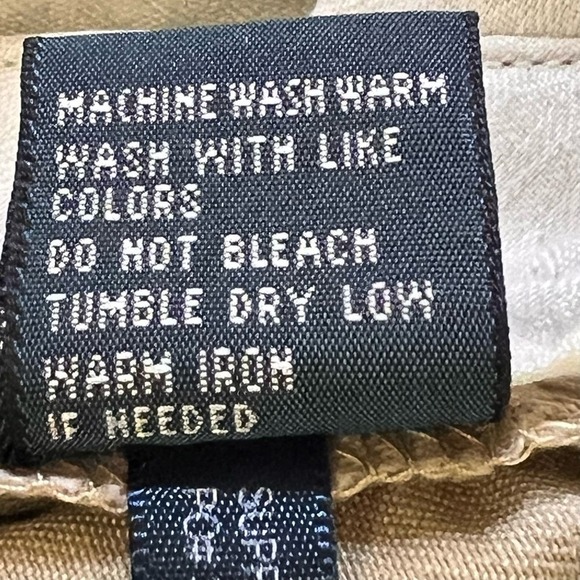 MACHINE WASH WARM
WASH WITH LIKE
COLORS
DO NOT BLEACH
TUMBLE DRY LOW
WARM IRON
IF NEEDED